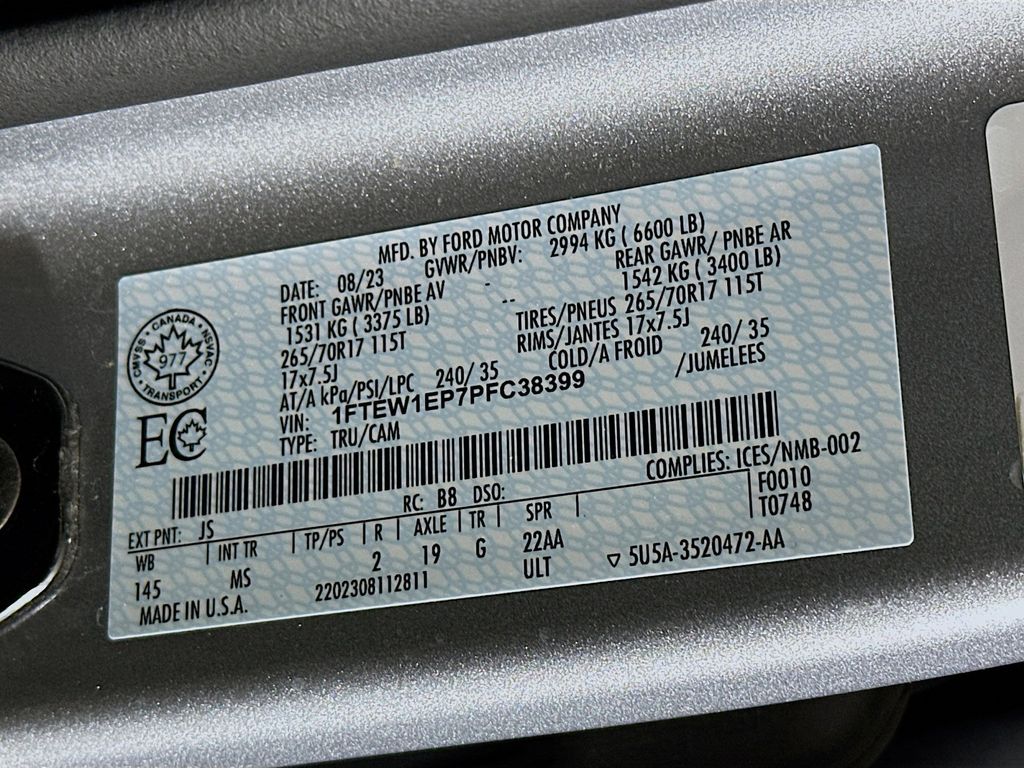 MFD. BY FORD MOTOR COMPANY
DATE: 08/23 GVWR/PNBV: 2994 KG ( 6600 LB)
FRONT GAWR/PNBE AV - REAR GAWR/ PNBE AR
1531 KG ( 3375 LB) -- 1542 KG ( 3400 LB)
265/70R17 115T TIRES/PNEUS 265/70R17 115T
17x7.5J RIMS/JANTES 17x7.5J
AT/A kPa/PSI/LPC 240/ 35 COLD/A FROID 240/ 35
VIN: 1FTEW1EP7PFC38399 /JUMELEES
TYPE: TRU/CAM
CMVSS · CANADA · NSVAC · TRANSPORT ·
977
EC
COMPLIES: ICES/NMB-002
EXT PNT: JS RC: B8 DSO: F0010
WB INT TR TP/PS R AXLE TR SPR T0748
145 MS 2 19 G 22AA
MADE IN U.S.A. 2202308112811 ULT ▽ 5U5A-3520472-AA